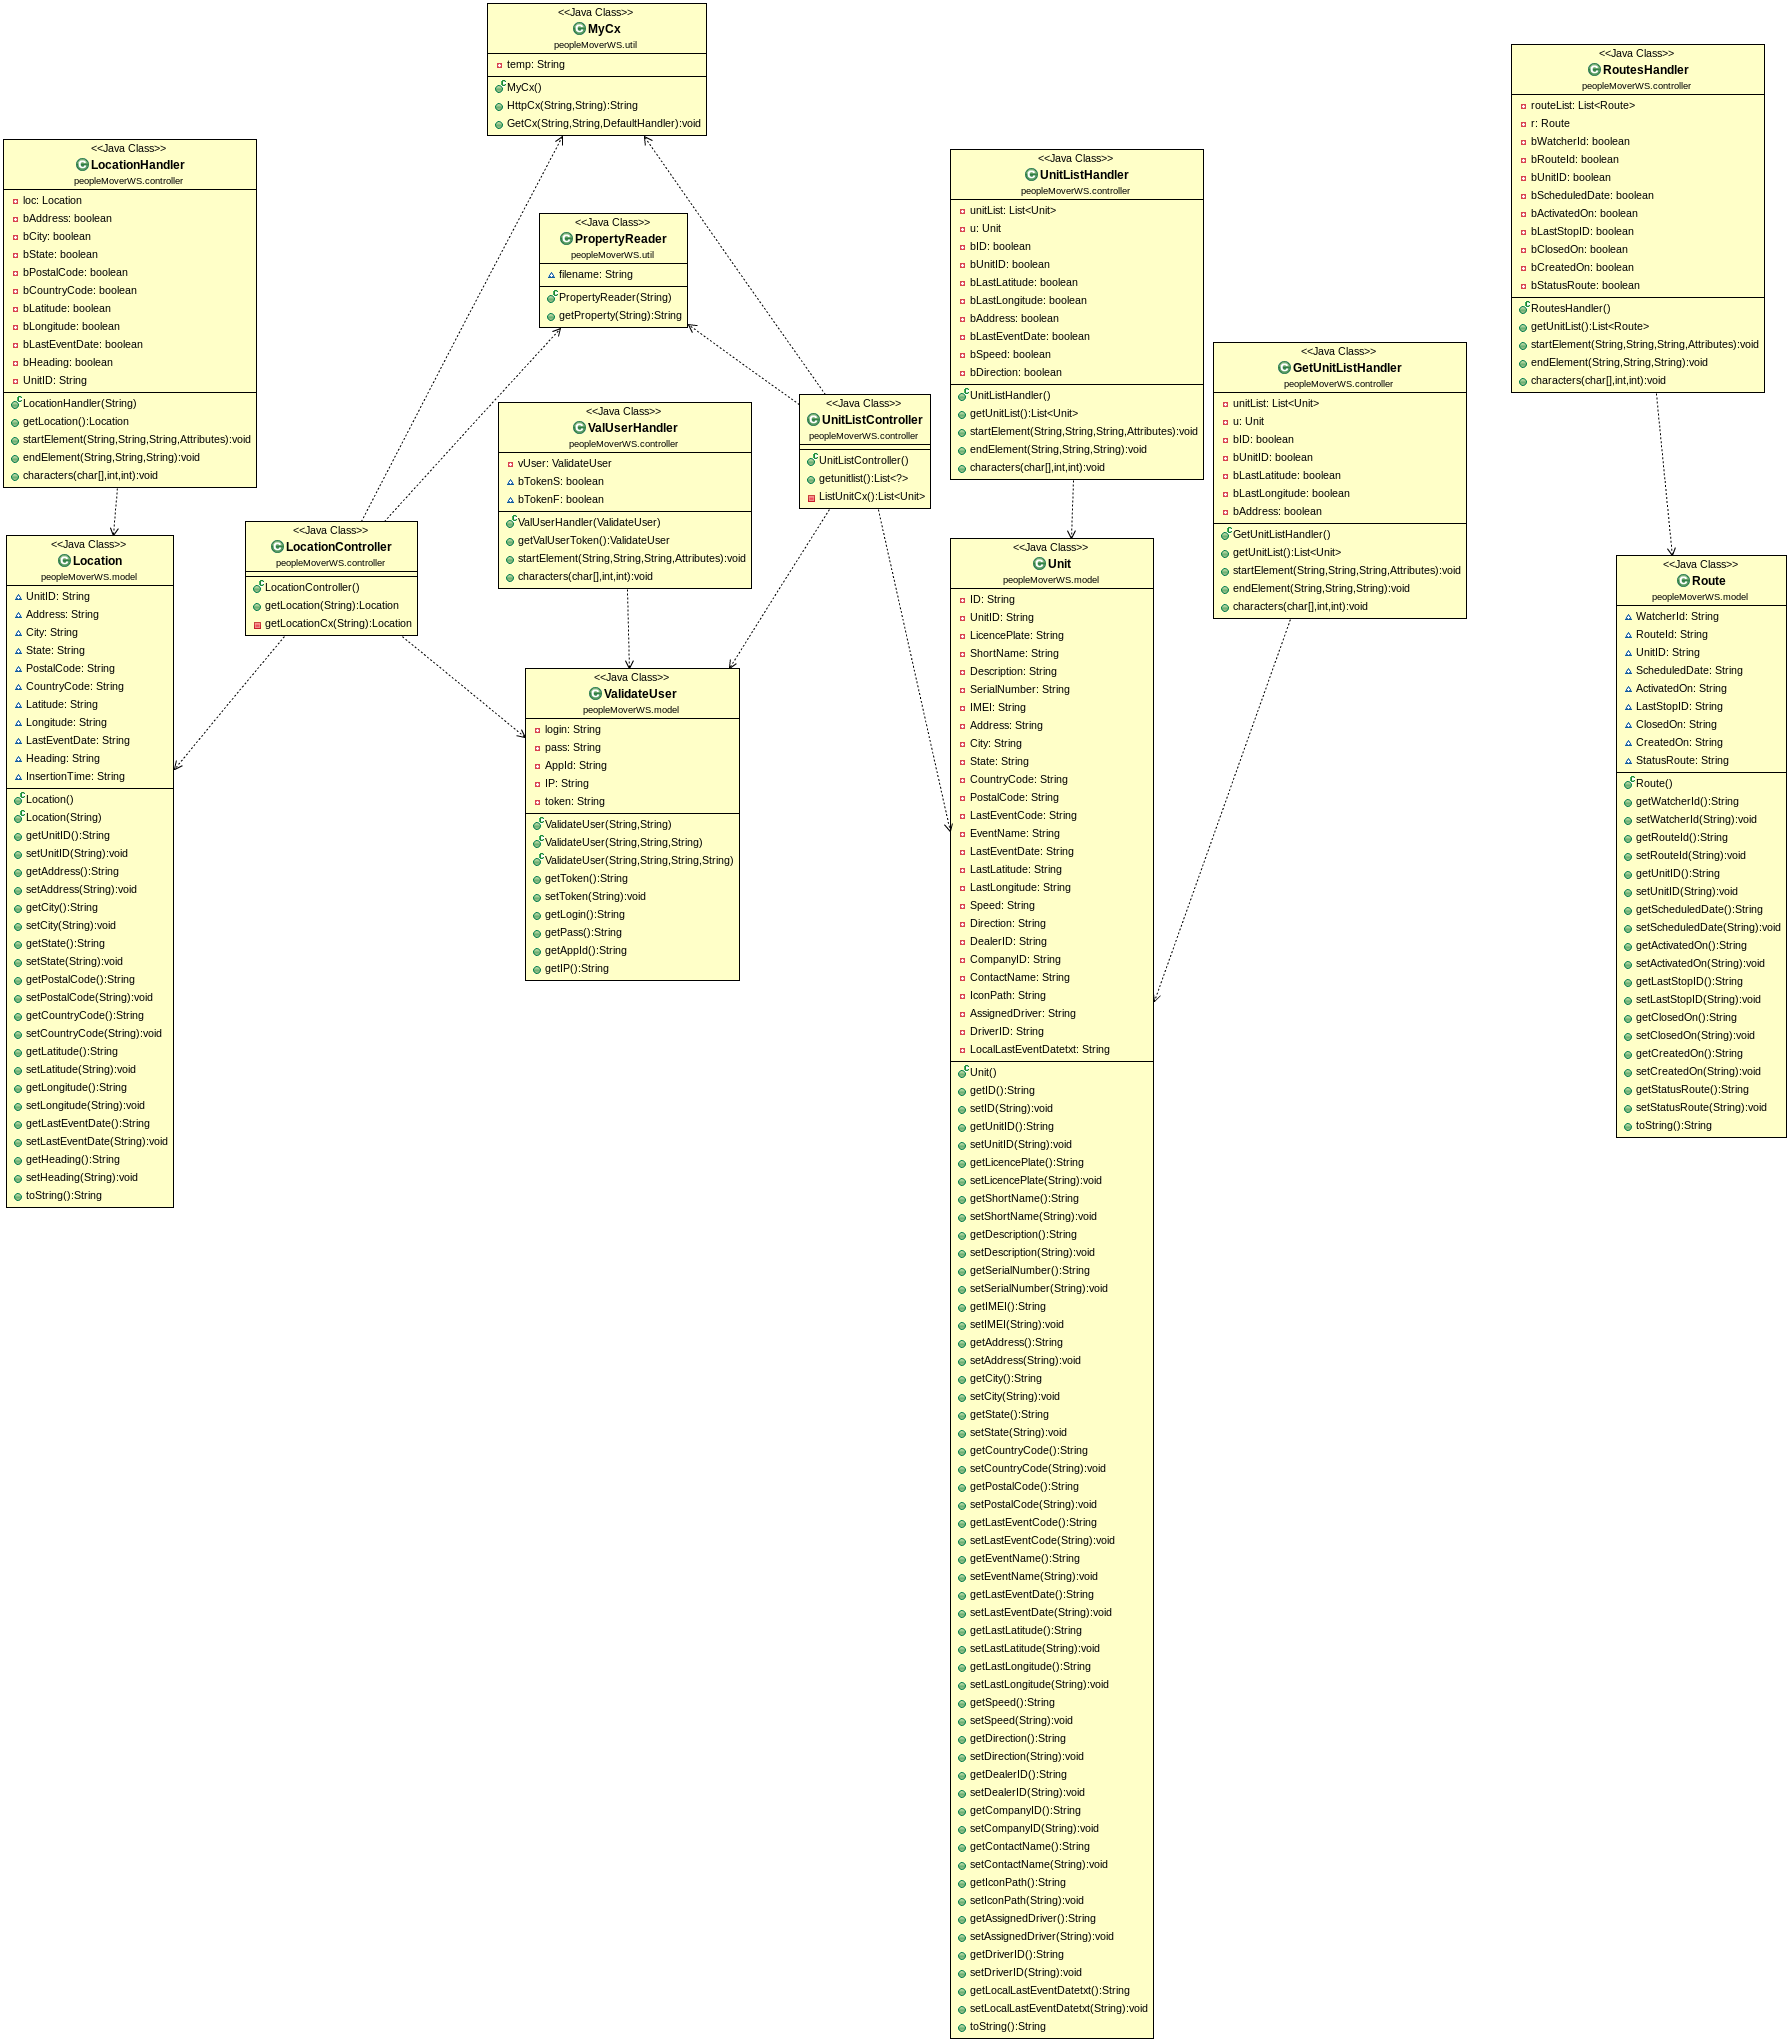 <<Java Class>>
MyCx
peopleMoverWS.util
temp: String
MyCx()
HttpCx(String,String):String
GetCx(String,String,DefaultHandler):void
<<Java Class>>
RoutesHandler
peopleMoverWS.controller
routeList: List<Route>
r: Route
bWatcherId: boolean
bRouteId: boolean
bUnitID: boolean
bScheduledDate: boolean
bActivatedOn: boolean
bLastStopID: boolean
bClosedOn: boolean
bCreatedOn: boolean
bStatusRoute: boolean
RoutesHandler()
getUnitList():List<Route>
startElement(String,String,String,Attributes):void
endElement(String,String,String):void
characters(char[],int,int):void
<<Java Class>>
LocationHandler
peopleMoverWS.controller
loc: Location
bAddress: boolean
bCity: boolean
bState: boolean
bPostalCode: boolean
bCountryCode: boolean
bLatitude: boolean
bLongitude: boolean
bLastEventDate: boolean
bHeading: boolean
UnitID: String
LocationHandler(String)
getLocation():Location
startElement(String,String,String,Attributes):void
endElement(String,String,String):void
characters(char[],int,int):void
<<Java Class>>
UnitListHandler
peopleMoverWS.controller
unitList: List<Unit>
u: Unit
bID: boolean
bUnitID: boolean
bLastLatitude: boolean
bLastLongitude: boolean
bAddress: boolean
bLastEventDate: boolean
bSpeed: boolean
bDirection: boolean
UnitListHandler()
getUnitList():List<Unit>
startElement(String,String,String,Attributes):void
endElement(String,String,String):void
characters(char[],int,int):void
<<Java Class>>
PropertyReader
peopleMoverWS.util
filename: String
PropertyReader(String)
getProperty(String):String
<<Java Class>>
GetUnitListHandler
peopleMoverWS.controller
unitList: List<Unit>
u: Unit
bID: boolean
bUnitID: boolean
bLastLatitude: boolean
bLastLongitude: boolean
bAddress: boolean
GetUnitListHandler()
getUnitList():List<Unit>
startElement(String,String,String,Attributes):void
endElement(String,String,String):void
characters(char[],int,int):void
<<Java Class>>
UnitListController
peopleMoverWS.controller
UnitListController()
getunitlist():List<?>
ListUnitCx():List<Unit>
<<Java Class>>
ValUserHandler
peopleMoverWS.controller
vUser: ValidateUser
bTokenS: boolean
bTokenF: boolean
ValUserHandler(ValidateUser)
getValUserToken():ValidateUser
startElement(String,String,String,Attributes):void
characters(char[],int,int):void
<<Java Class>>
LocationController
peopleMoverWS.controller
LocationController()
getLocation(String):Location
getLocationCx(String):Location
<<Java Class>>
Location
peopleMoverWS.model
UnitID: String
Address: String
City: String
State: String
PostalCode: String
CountryCode: String
Latitude: String
Longitude: String
LastEventDate: String
Heading: String
InsertionTime: String
Location()
Location(String)
getUnitID():String
setUnitID(String):void
getAddress():String
setAddress(String):void
getCity():String
setCity(String):void
getState():String
setState(String):void
getPostalCode():String
setPostalCode(String):void
getCountryCode():String
setCountryCode(String):void
getLatitude():String
setLatitude(String):void
getLongitude():String
setLongitude(String):void
getLastEventDate():String
setLastEventDate(String):void
getHeading():String
setHeading(String):void
toString():String
<<Java Class>>
ValidateUser
peopleMoverWS.model
login: String
pass: String
AppId: String
IP: String
token: String
ValidateUser(String,String)
ValidateUser(String,String,String)
ValidateUser(String,String,String,String)
getToken():String
setToken(String):void
getLogin():String
getPass():String
getAppId():String
getIP():String
<<Java Class>>
Unit
peopleMoverWS.model
ID: String
UnitID: String
LicencePlate: String
ShortName: String
Description: String
SerialNumber: String
IMEI: String
Address: String
City: String
State: String
CountryCode: String
PostalCode: String
LastEventCode: String
EventName: String
LastEventDate: String
LastLatitude: String
LastLongitude: String
Speed: String
Direction: String
DealerID: String
CompanyID: String
ContactName: String
IconPath: String
AssignedDriver: String
DriverID: String
LocalLastEventDatetxt: String
Unit()
getID():String
setID(String):void
getUnitID():String
setUnitID(String):void
getLicencePlate():String
setLicencePlate(String):void
getShortName():String
setShortName(String):void
getDescription():String
setDescription(String):void
getSerialNumber():String
setSerialNumber(String):void
getIMEI():String
setIMEI(String):void
getAddress():String
setAddress(String):void
getCity():String
setCity(String):void
getState():String
setState(String):void
getCountryCode():String
setCountryCode(String):void
getPostalCode():String
setPostalCode(String):void
getLastEventCode():String
setLastEventCode(String):void
getEventName():String
setEventName(String):void
getLastEventDate():String
setLastEventDate(String):void
getLastLatitude():String
setLastLatitude(String):void
getLastLongitude():String
setLastLongitude(String):void
getSpeed():String
setSpeed(String):void
getDirection():String
setDirection(String):void
getDealerID():String
setDealerID(String):void
getCompanyID():String
setCompanyID(String):void
getContactName():String
setContactName(String):void
getIconPath():String
setIconPath(String):void
getAssignedDriver():String
setAssignedDriver(String):void
getDriverID():String
setDriverID(String):void
getLocalLastEventDatetxt():String
setLocalLastEventDatetxt(String):void
toString():String
<<Java Class>>
Route
peopleMoverWS.model
WatcherId: String
RouteId: String
UnitID: String
ScheduledDate: String
ActivatedOn: String
LastStopID: String
ClosedOn: String
CreatedOn: String
StatusRoute: String
Route()
getWatcherId():String
setWatcherId(String):void
getRouteId():String
setRouteId(String):void
getUnitID():String
setUnitID(String):void
getScheduledDate():String
setScheduledDate(String):void
getActivatedOn():String
setActivatedOn(String):void
getLastStopID():String
setLastStopID(String):void
getClosedOn():String
setClosedOn(String):void
getCreatedOn():String
setCreatedOn(String):void
getStatusRoute():String
setStatusRoute(String):void
toString():String